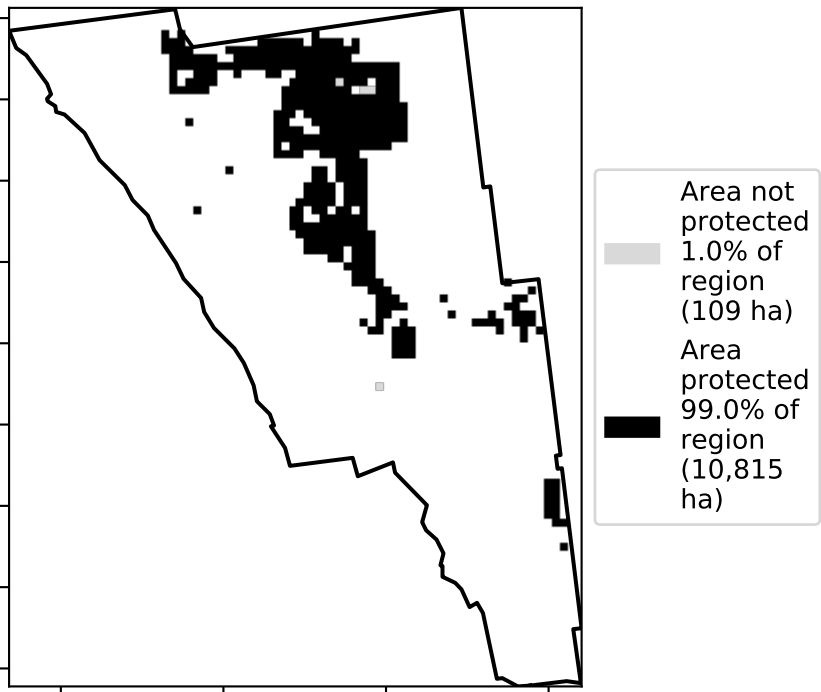 Area not
protected
1.0% of
region
(109 ha)
Area
protected
99.0% of
region
(10,815
ha)